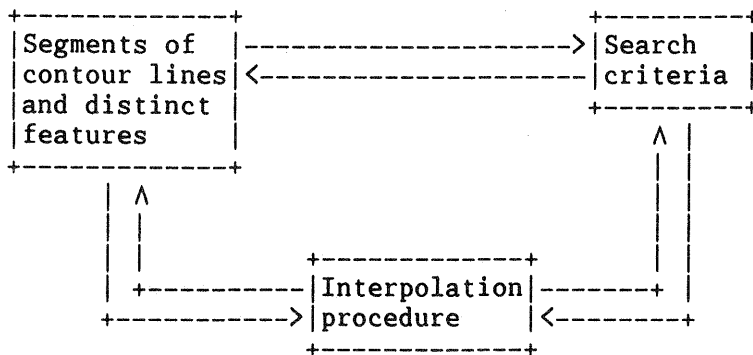 Segments of
contour lines
and distinct
features
Search
criteria
Interpolation
procedure